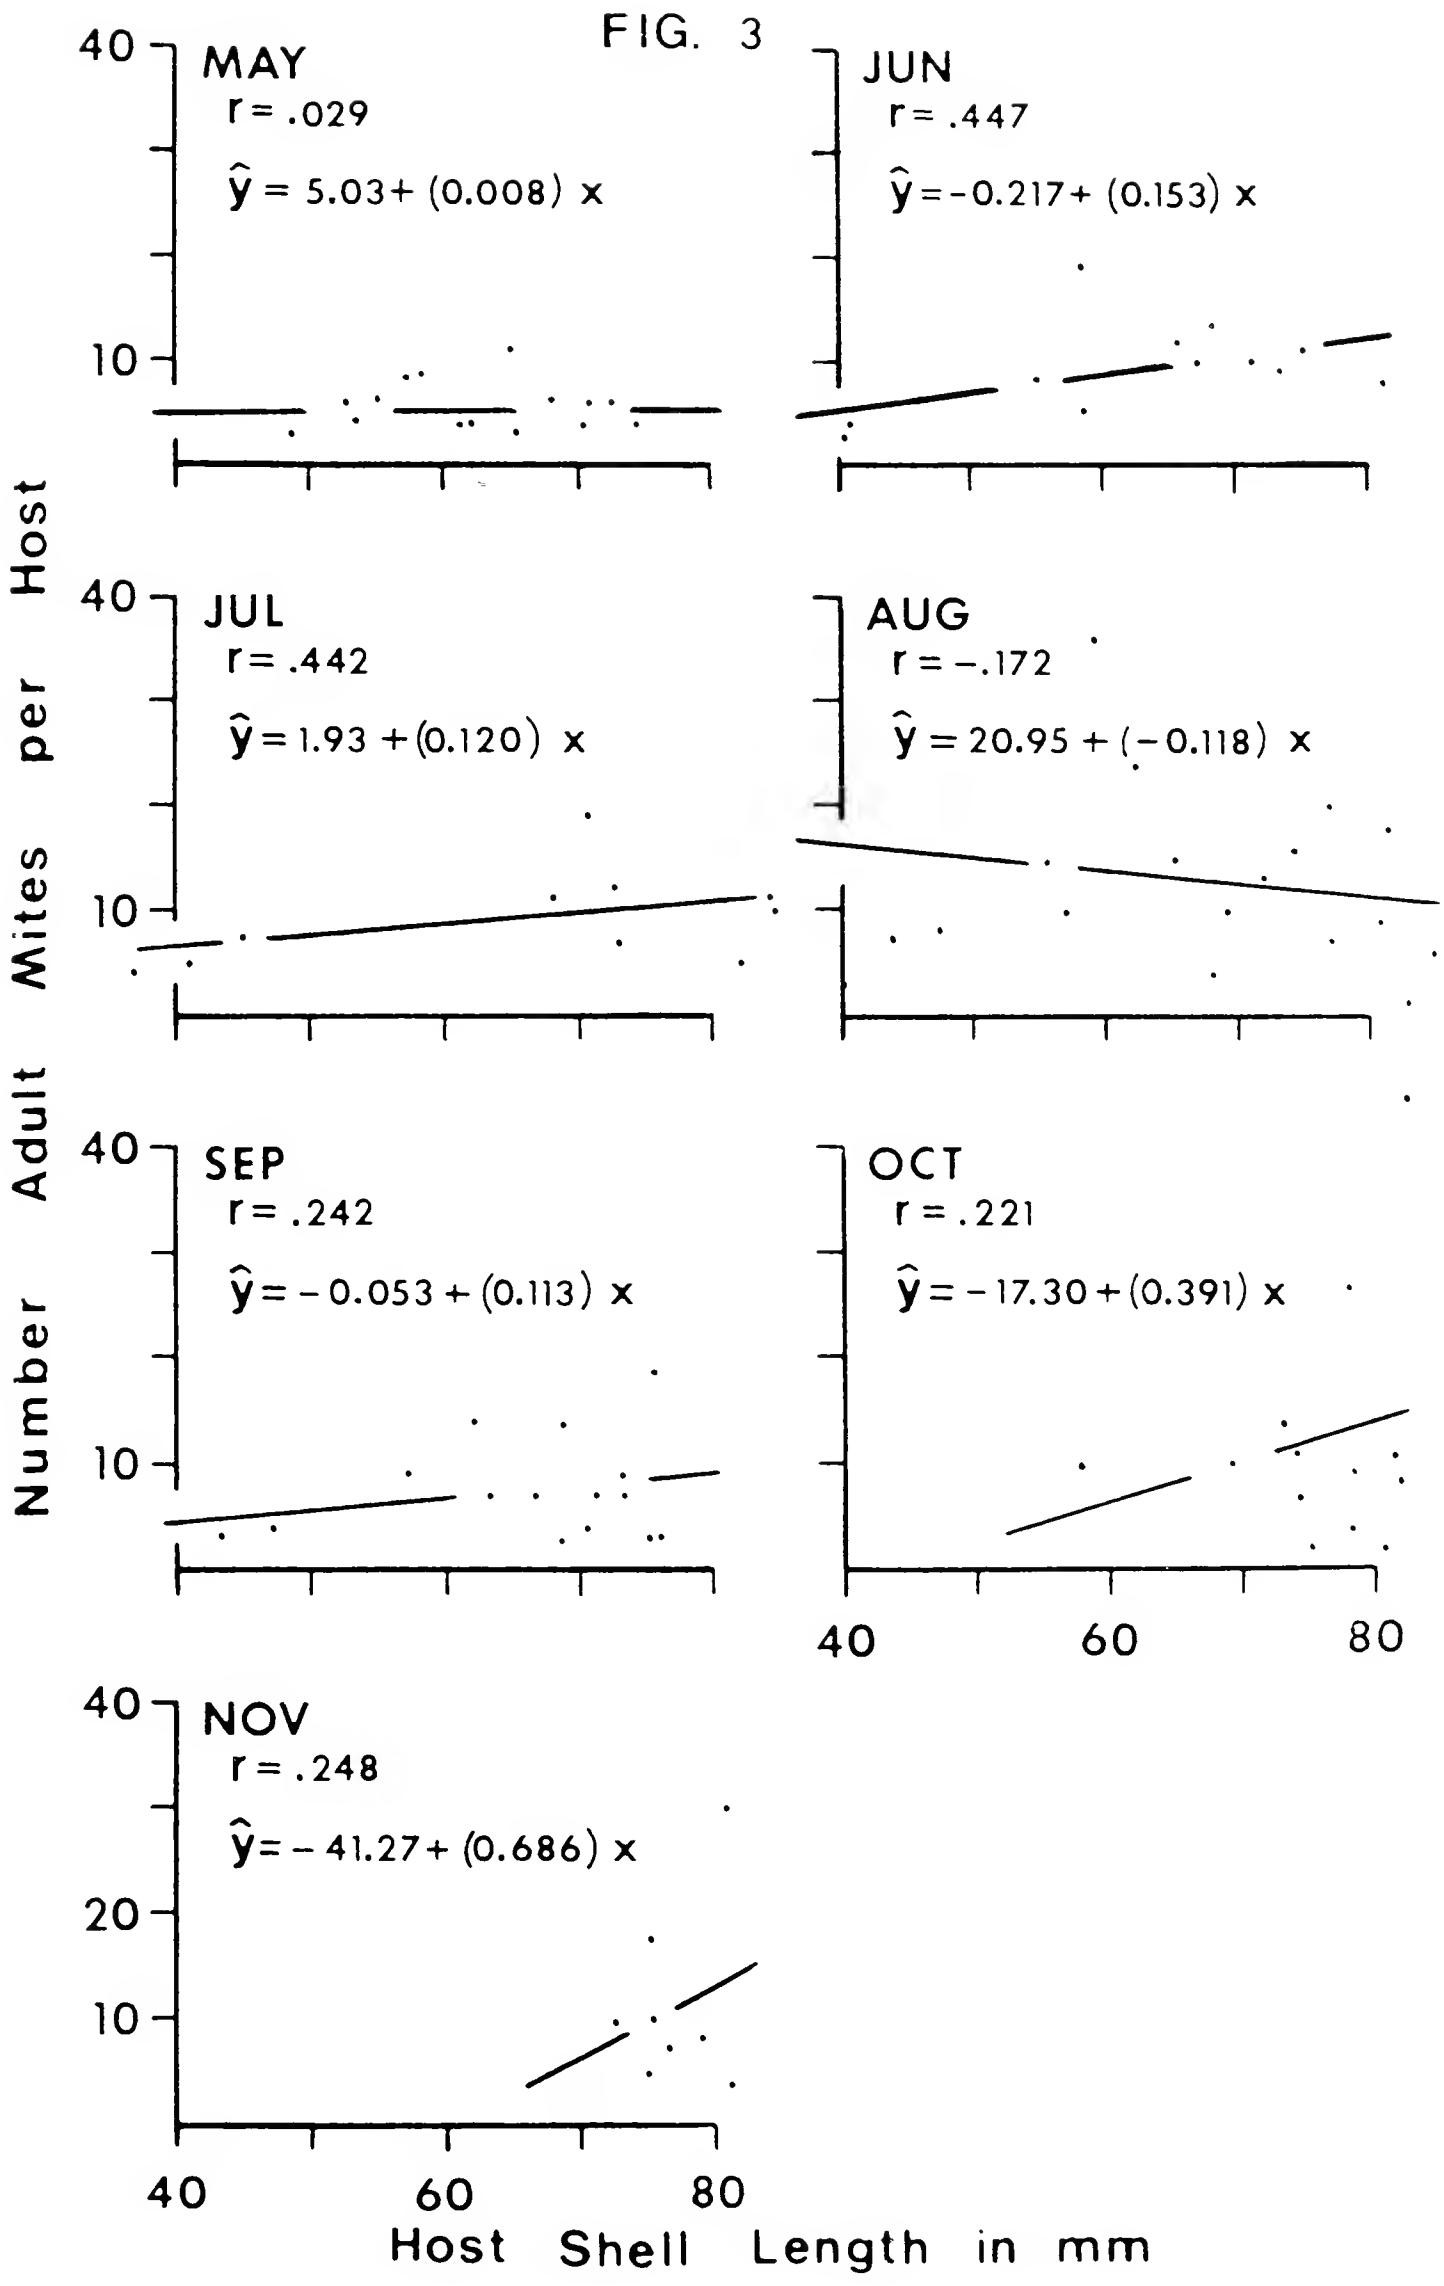 FIG. 3
40
MAY
r = .029
ŷ = 5.03+ (0.008) x
10
JUN
r = .447
ŷ = -0.217+ (0.153) x
40
JUL
r = .442
ŷ = 1.93 + (0.120) x
10
AUG
r = -.172
ŷ = 20.95 + (-0.118) x
40
SEP
r = .242
ŷ = -0.053 + (0.113) x
10
OCT
r = .221
ŷ = -17.30 + (0.391) x
40 60 80
40
NOV
r = .248
ŷ = -41.27+ (0.686) x
20
10
40 60 80
Number Adult Mites per Host
Host Shell Length in mm